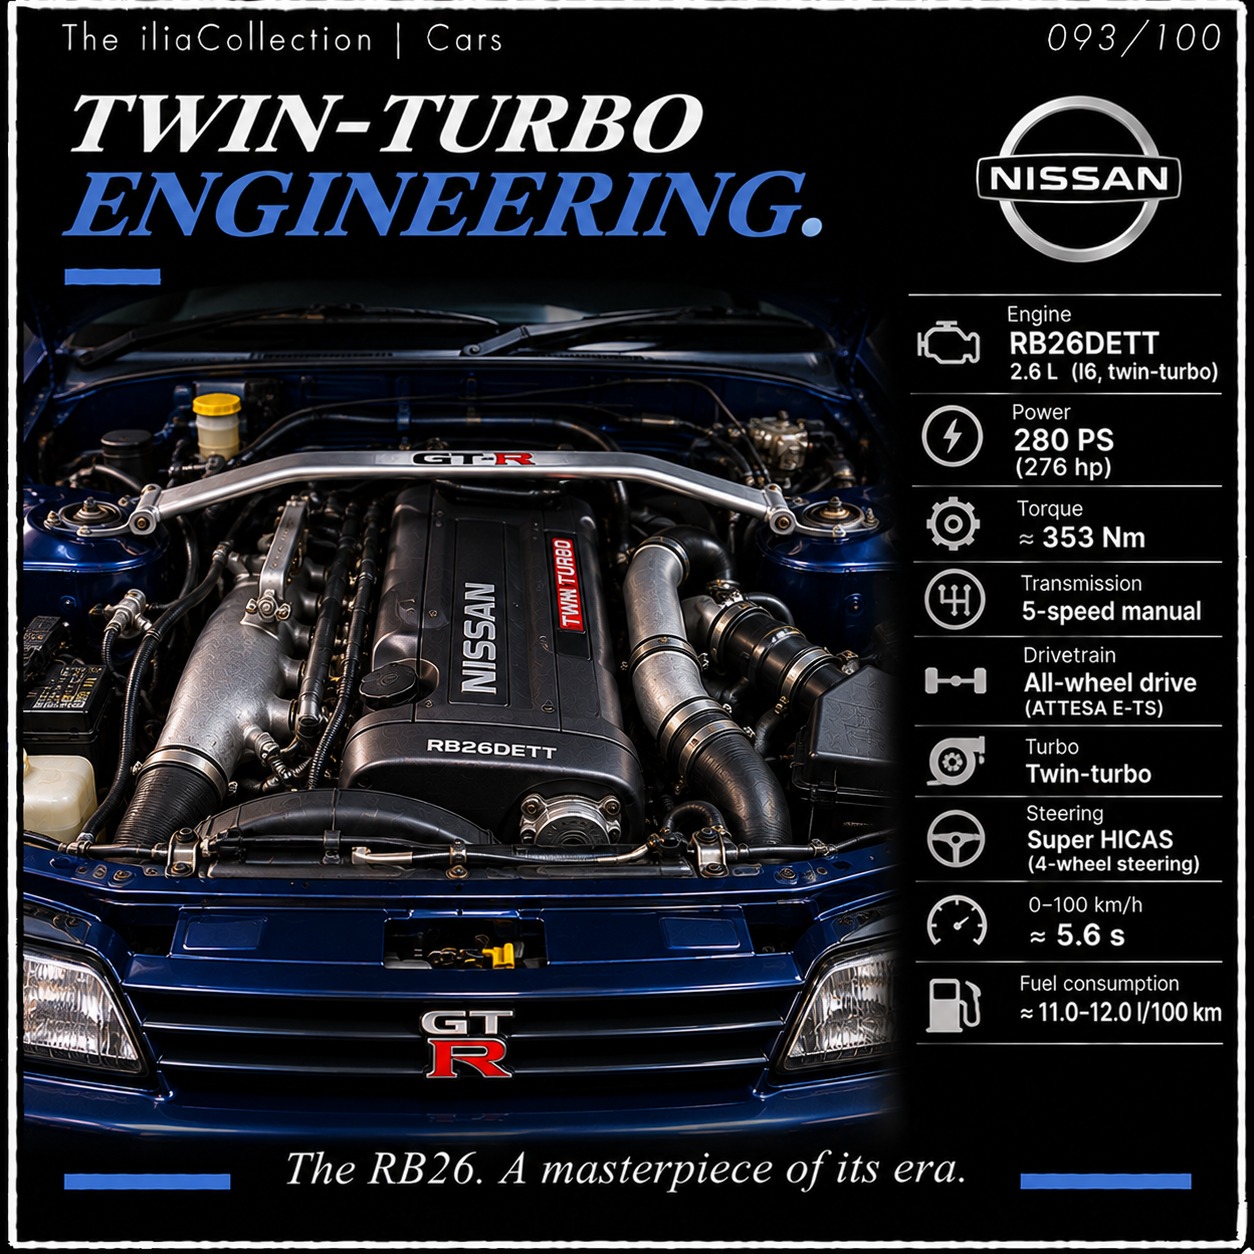 The iliaCollection | Cars
093/100
TWIN-TURBO
ENGINEERING.
NISSAN
GT-R
TWIN TURBO
NISSAN
RB26DETT
GT
R
Engine
RB26DETT
2.6 L (I6, twin-turbo)
Power
280 PS
(276 hp)
Torque
≈ 353 Nm
Transmission
5-speed manual
Drivetrain
All-wheel drive
(ATTESA E-TS)
Turbo
Twin-turbo
Steering
Super HICAS
(4-wheel steering)
0–100 km/h
≈ 5.6 s
Fuel consumption
≈ 11.0–12.0 l/100 km
The RB26. A masterpiece of its era.